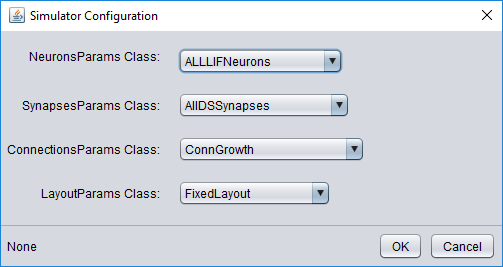 Simulator Configuration
NeuronsParams Class: ALLLIFNeurons
SynapsesParams Class: AllDSSynapses
ConnectionsParams Class: ConnGrowth
LayoutParams Class: FixedLayout
None OK Cancel